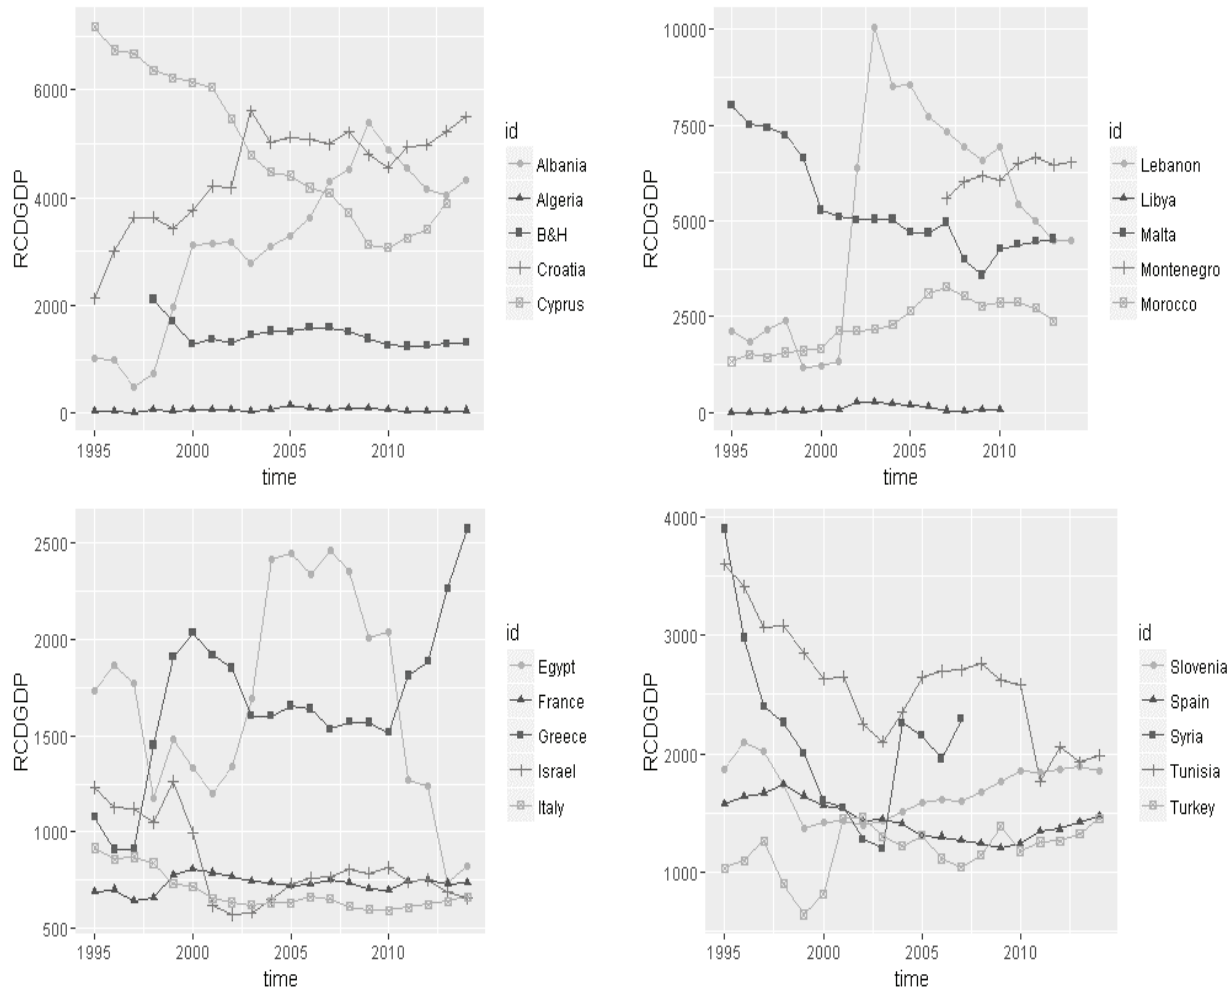 RCDGDP
6000
4000
2000
0
1995 2000 2005 2010
time
id
Albania
Algeria
B&H
Croatia
Cyprus
RCDGDP
10000
7500
5000
2500
0
1995 2000 2005 2010
time
id
Lebanon
Libya
Malta
Montenegro
Morocco
RCDGDP
2500
2000
1500
1000
500
1995 2000 2005 2010
time
id
Egypt
France
Greece
Israel
Italy
RCDGDP
4000
3000
2000
1000
1995 2000 2005 2010
time
id
Slovenia
Spain
Syria
Tunisia
Turkey